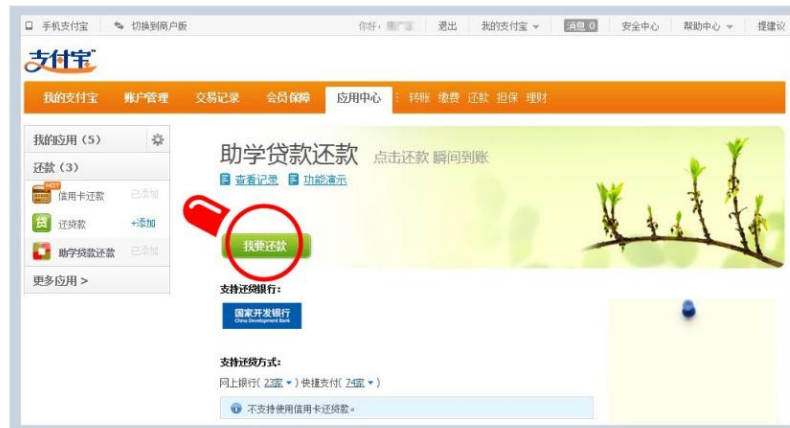 手机支付宝 切换到商户版 你好， 退出 我的支付宝 消息 0 安全中心 帮助中心 提建议
支付宝
我的支付宝 账户管理 交易记录 会员保障 应用中心 转账 缴费 还款 担保 理财
我的应用 (5)
还款 (3)
HOT
信用卡还款 已添加
贷 还贷款 +添加
助学贷款还款 已添加
更多应用 >
助学贷款还款 点击还款 瞬间到账
查看记录 功能演示
我要还款
支持还贷银行：
国家开发银行
China Development Bank
支持还贷方式：
网上银行( 23家 ) 快捷支付( 74家 )
不支持使用信用卡还贷款。